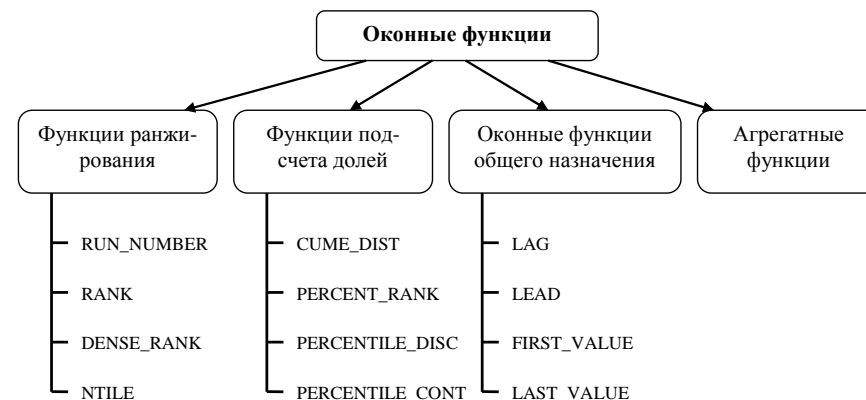 Оконные функции
Функции ранжи-
рования
Функции под-
счета долей
Оконные функции
общего назначения
Агрегатные
функции
RUN_NUMBER
RANK
DENSE_RANK
NTILE
CUME_DIST
PERCENT_RANK
PERCENTILE_DISC
PERCENTILE_CONT
LAG
LEAD
FIRST_VALUE
LAST_VALUE